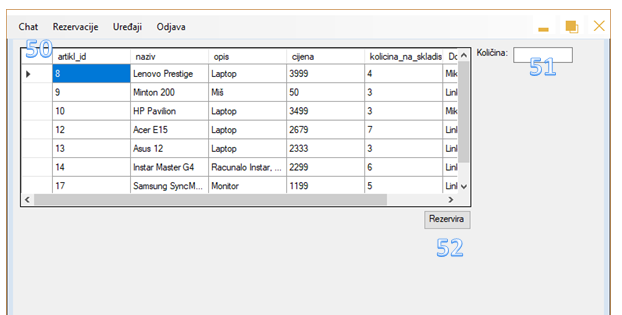 Chat Rezervacije Uređaji Odjava
50
artikl_id naziv opis cijena kolicina_na_skladis Do
8 Lenovo Prestige Laptop 3999 4 Mik
9 Minton 200 Miš 50 3 Linl
10 HP Pavilion Laptop 3499 3 Mik
12 Acer E15 Laptop 2679 7 Linl
13 Asus 12 Laptop 2333 3 Linl
14 Instar Master G4 Racunalo Instar, ... 2299 6 Linl
17 Samsung SyncM... Monitor 1199 5 Linl
Količina:
51
Rezervira
52